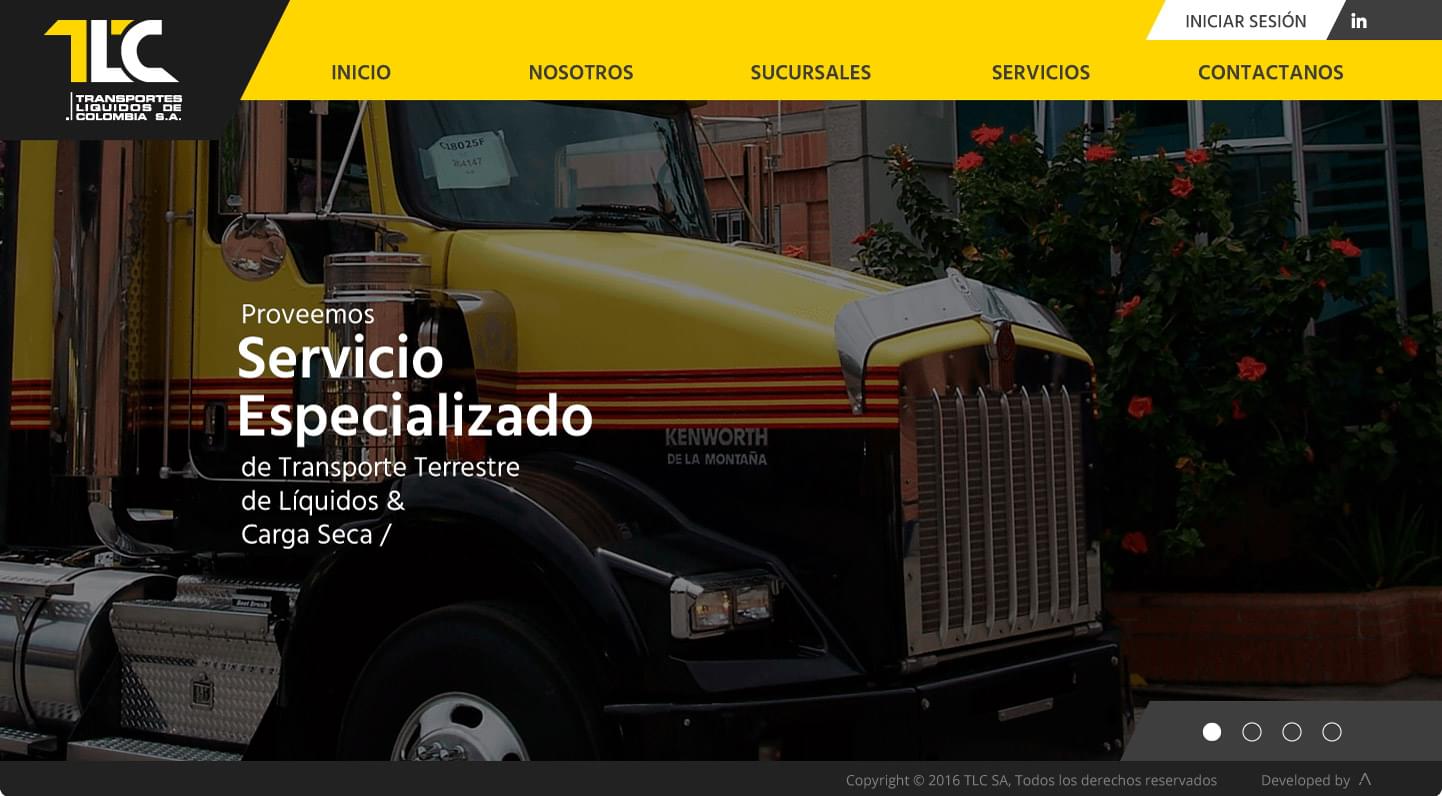 TLC
TRANSPORTES
LIQUIDOS DE
COLOMBIA S.A.
INICIAR SESIÓN
in
INICIO
NOSOTROS
SUCURSALES
SERVICIOS
CONTACTANOS
C18025F
Proveemos
Servicio
Especializado
de Transporte Terrestre
de Líquidos &
Carga Seca /
KENWORTH
DE LA MONTAÑA
Copyright © 2016 TLC SA, Todos los derechos reservados
Developed by